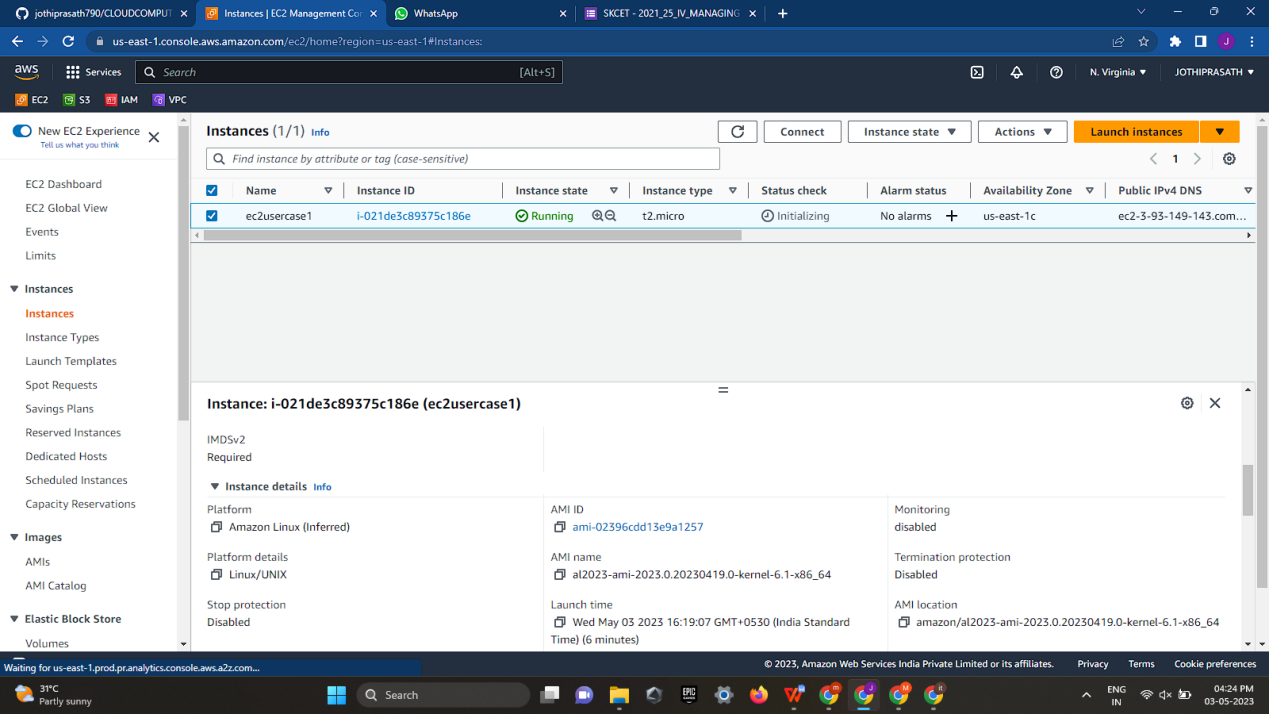 jothiprasath790/CLOUDCOMPUT
Instances | EC2 Management Co
WhatsApp
SKCET - 2021_25_IV_MANAGING
us-east-1.console.aws.amazon.com/ec2/home?region=us-east-1#Instances:
J
aws
Services
Search
[Alt+S]
N. Virginia
JOTHIPRASATH
EC2
S3
IAM
VPC
New EC2 Experience
Tell us what you think
EC2 Dashboard
EC2 Global View
Events
Limits
Instances
Instances
Instance Types
Launch Templates
Spot Requests
Savings Plans
Reserved Instances
Dedicated Hosts
Scheduled Instances
Capacity Reservations
Images
AMIs
AMI Catalog
Elastic Block Store
Volumes
Instances (1/1) Info
Connect
Instance state
Actions
Launch instances
Find instance by attribute or tag (case-sensitive)
1
Name
Instance ID
Instance state
Instance type
Status check
Alarm status
Availability Zone
Public IPv4 DNS
ec2usercase1
i-021de3c89375c186e
Running
t2.micro
Initializing
No alarms
us-east-1c
ec2-3-93-149-143.com...
Instance: i-021de3c89375c186e (ec2usercase1)
IMDSv2
Required
Instance details Info
Platform
Amazon Linux (Inferred)
AMI ID
ami-02396cdd13e9a1257
Monitoring
disabled
Platform details
Linux/UNIX
AMI name
al2023-ami-2023.0.20230419.0-kernel-6.1-x86_64
Termination protection
Disabled
Stop protection
Disabled
Launch time
Wed May 03 2023 16:19:07 GMT+0530 (India Standard
Time) (6 minutes)
AMI location
amazon/al2023-ami-2023.0.20230419.0-kernel-6.1-x86_64
Waiting for us-east-1.prod.pr.analytics.console.aws.a2z.com...
© 2023, Amazon Web Services India Private Limited or its affiliates.
Privacy
Terms
Cookie preferences
31°C
Partly sunny
Search
EPIC
ENG
IN
04:24 PM
03-05-2023